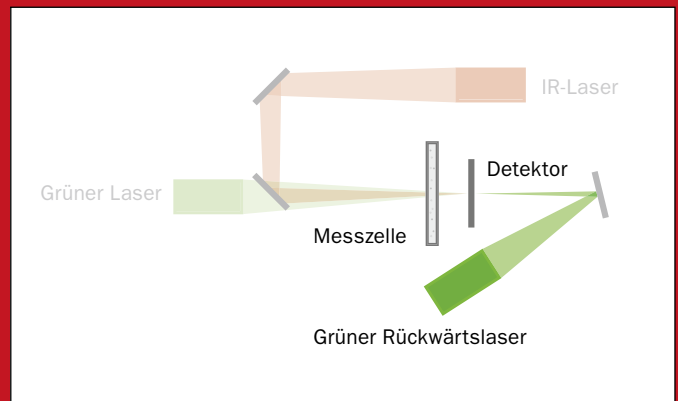 IR-Laser
Detektor
Grüner Laser
Messzelle
Grüner Rückwärtslaser